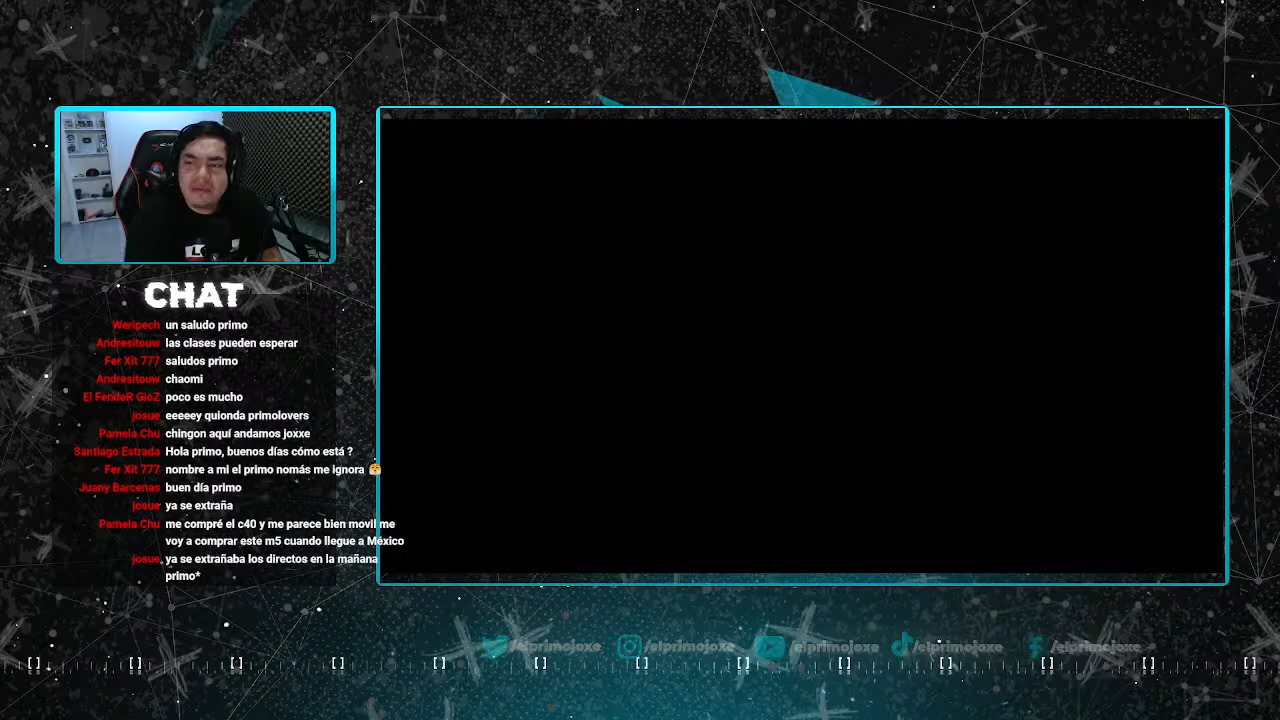 CHAT
Weripech un saludo primo
Andresitouw las clases pueden esperar
Fer Xit 777 saludos primo
Andresitouw chaomi
El FendeR GioZ poco es mucho
josue eeeeey quionda primolovers
Pamela Chu chingon aquí andamos joxxe
Santiago Estrada Hola primo, buenos días cómo está ?
Fer Xit 777 nombre a mi el primo nomás me ignora 😤
Juany Barcenas buen día primo
josue ya se extraña
Pamela Chu me compré el c40 y me parece bien movil me
voy a comprar este m5 cuando llegue a México
josue ya se extrañaba los directos en la mañana
primo*
/elprimojoxe /elprimojoxe /elprimojoxe /elprimojoxe /elprimojoxe